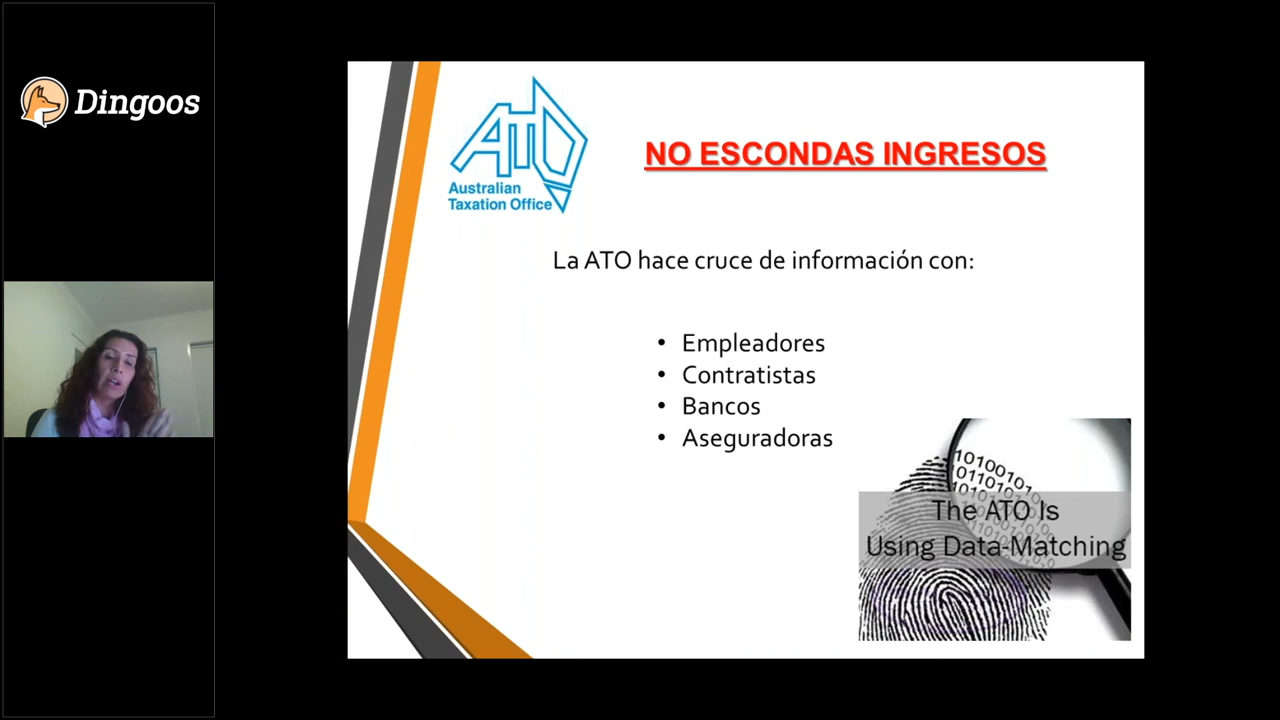 Dingoos
ATO
Australian
Taxation Office
NO ESCONDAS INGRESOS
La ATO hace cruce de información con:
• Empleadores
• Contratistas
• Bancos
• Aseguradoras
The ATO Is
Using Data-Matching